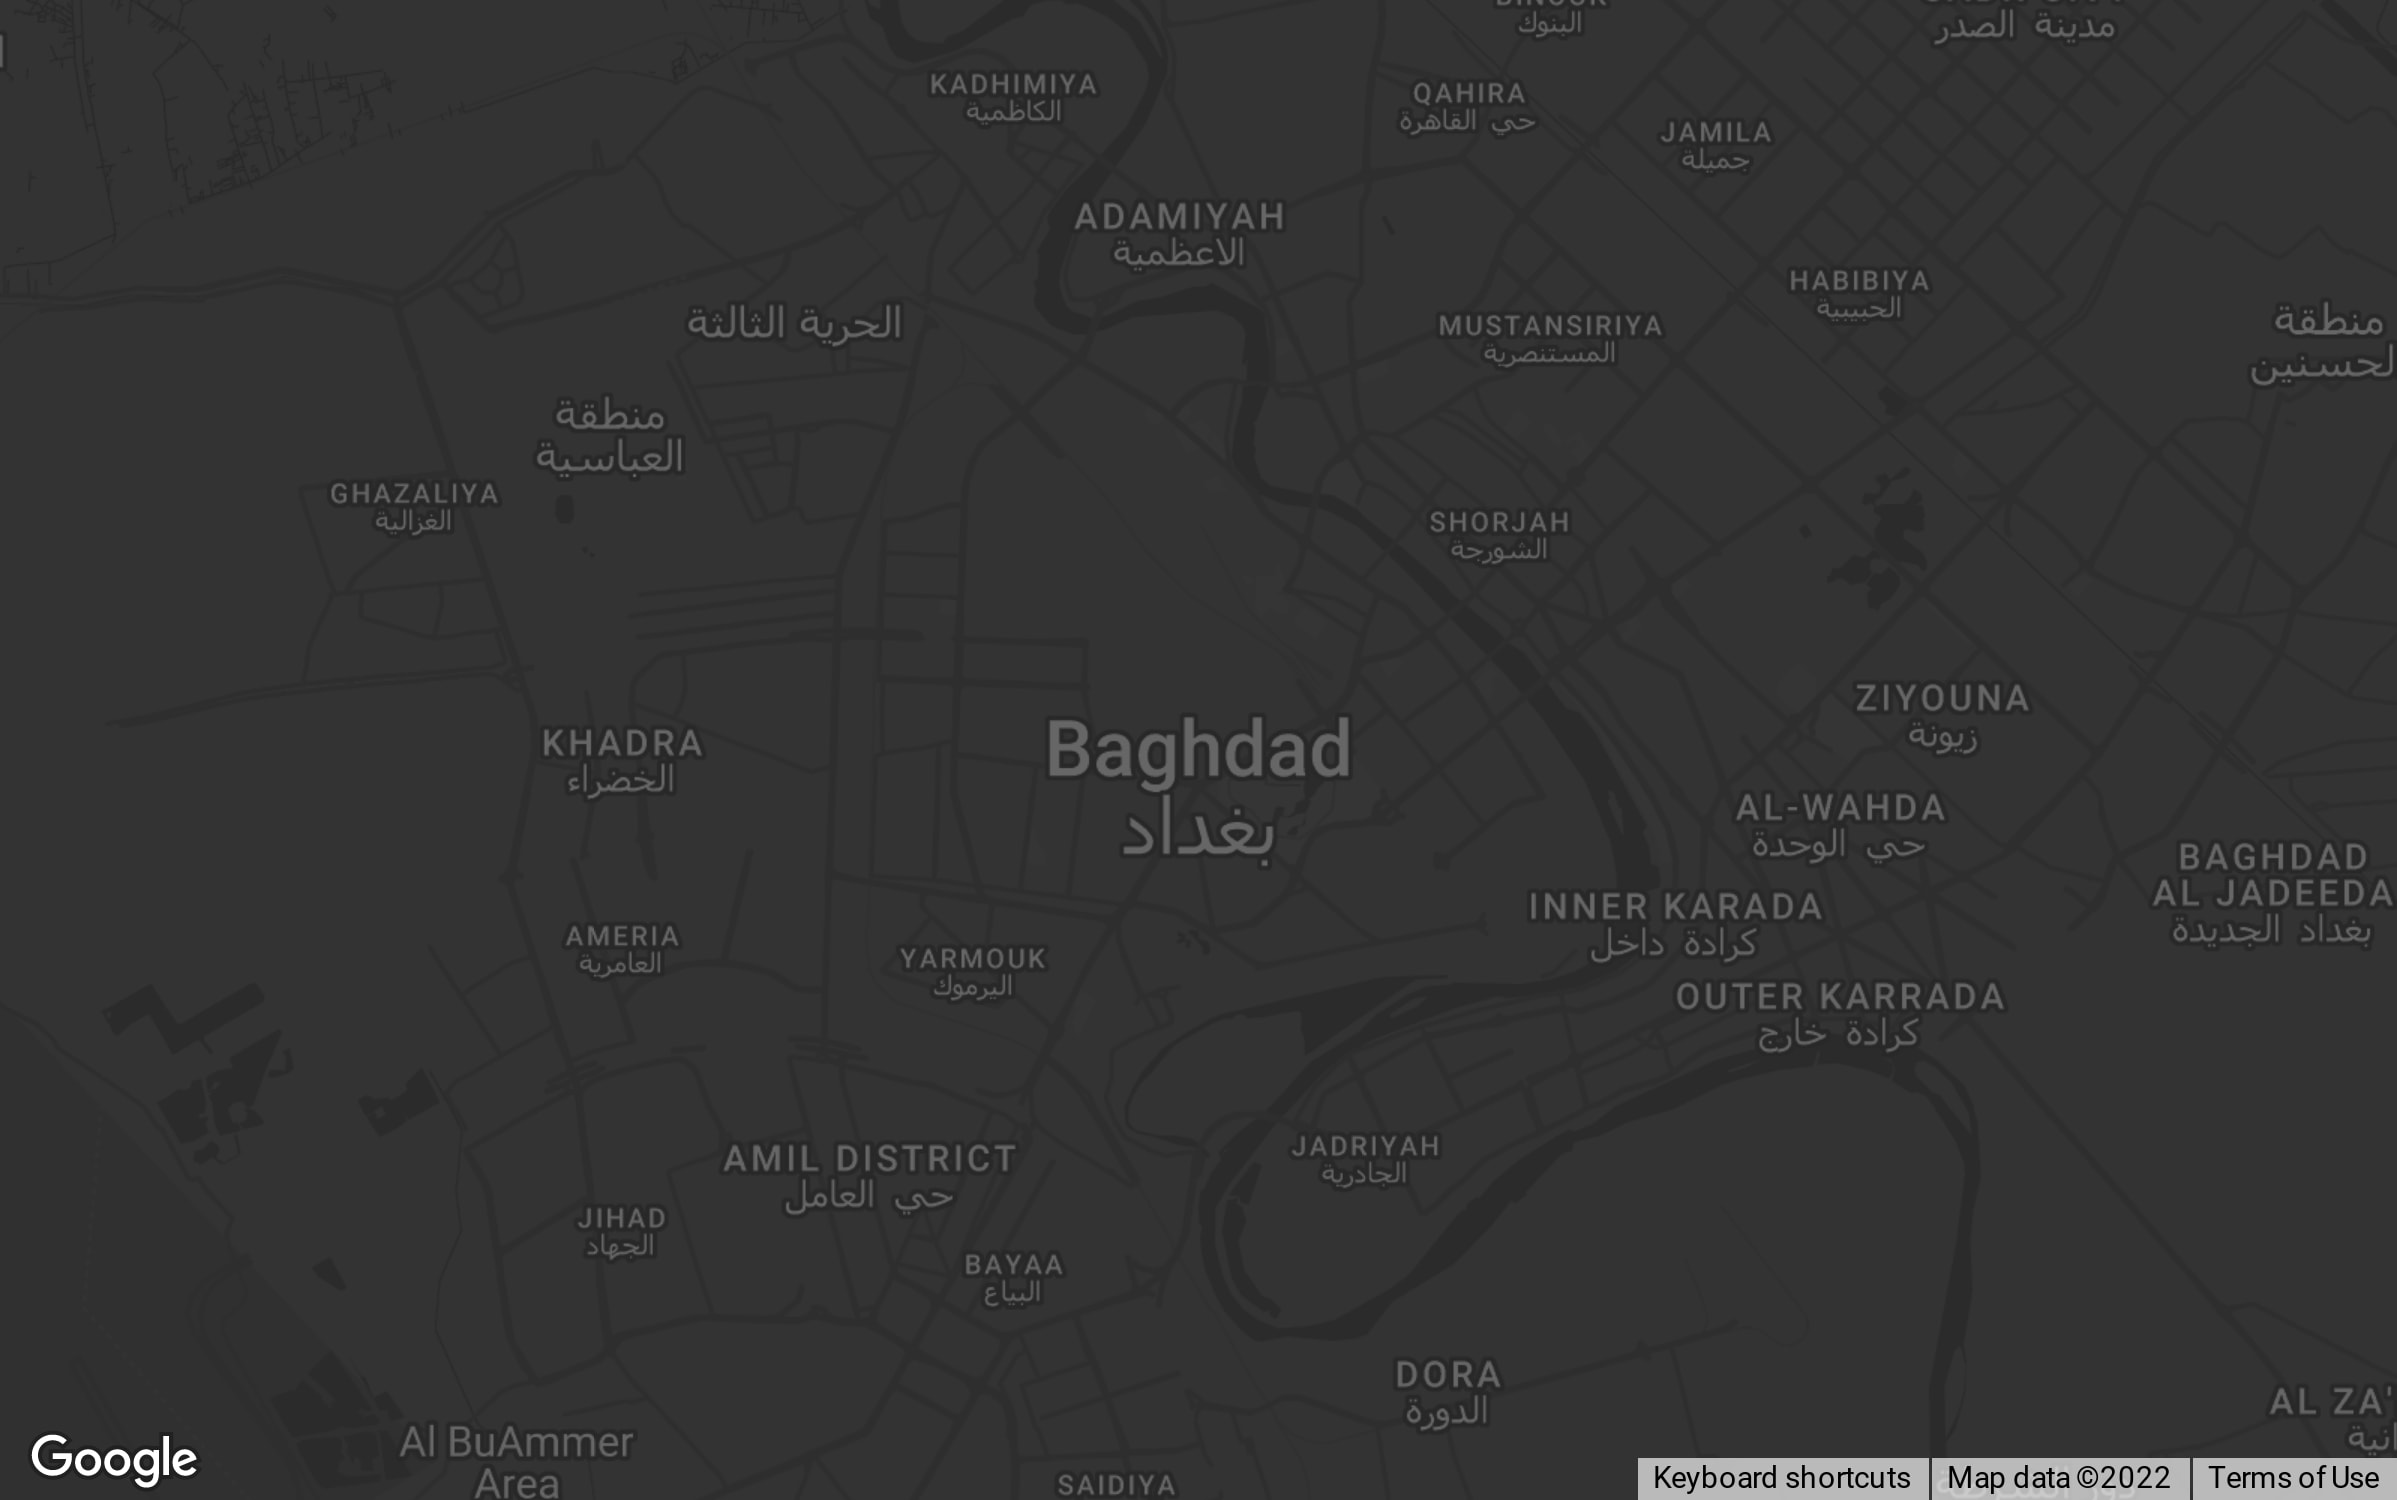 البنوك
مدينة الصدر
KADHIMIYA
الكاظمية
QAHIRA
حي القاهرة
JAMILA
جميلة
ADAMIYAH
الاعظمية
HABIBIYA
الحبيبية
الحرية الثالثة
MUSTANSIRIYA
المستنصرية
منطقة
لحسنين
منطقة
العباسية
GHAZALIYA
الغزالية
SHORJAH
الشورجة
KHADRA
الخضراء
Baghdad
بغداد
ZIYOUNA
زيونة
AL-WAHDA
حي الوحدة
BAGHDAD
AL JADEEDA
بغداد الجديدة
INNER KARADA
كرادة داخل
AMERIA
العامرية
YARMOUK
اليرموك
OUTER KARRADA
كرادة خارج
AMIL DISTRICT
حي العامل
JADRIYAH
الجادرية
JIHAD
الجهاد
BAYAA
البياع
DORA
الدورة
AL ZA'
انية
Al BuAmmer
Area
SAIDIYA
Google
Keyboard shortcuts
Map data ©2022
Terms of Use